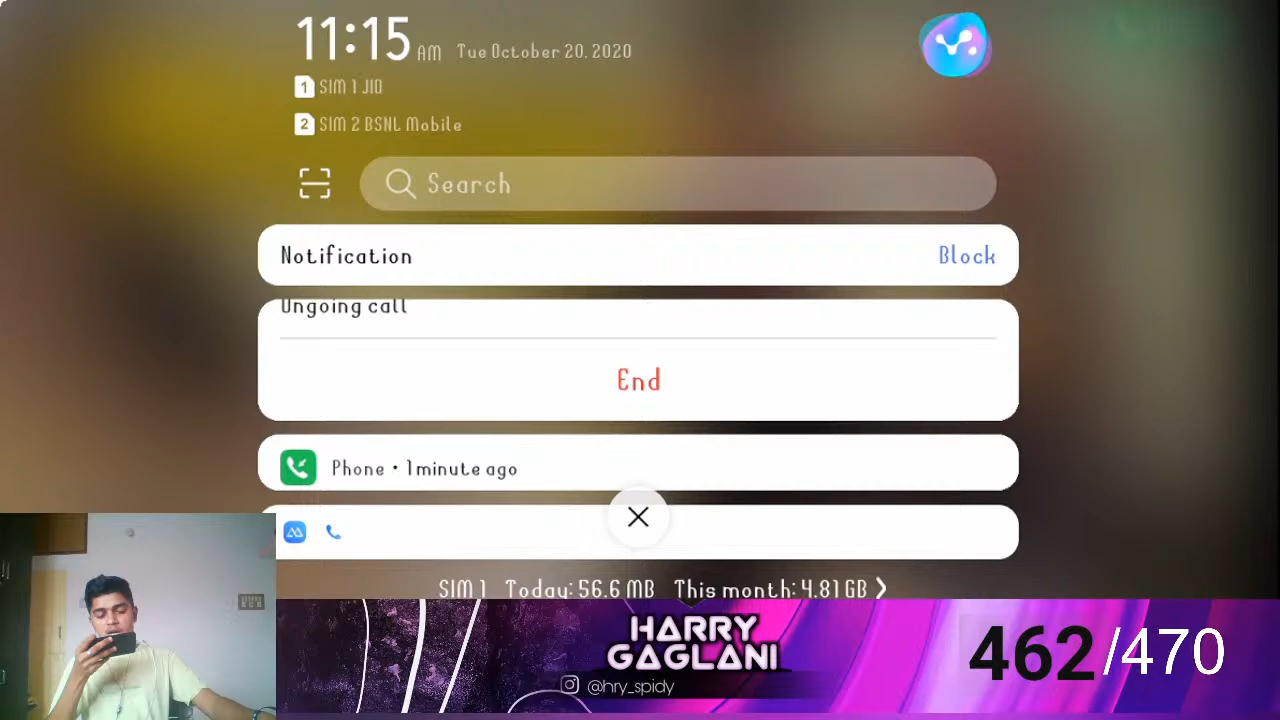 11:15 AM Tue October 20, 2020
1 SIM 1 JIO
2 SIM 2 BSNL Mobile
Search
Notification Block
Ongoing call
End
Phone • 1 minute ago
SIM 1 Today: 56.6 MB This month: 4.81 GB
HARRY
GAGLANI
@hry_spidy
462/470